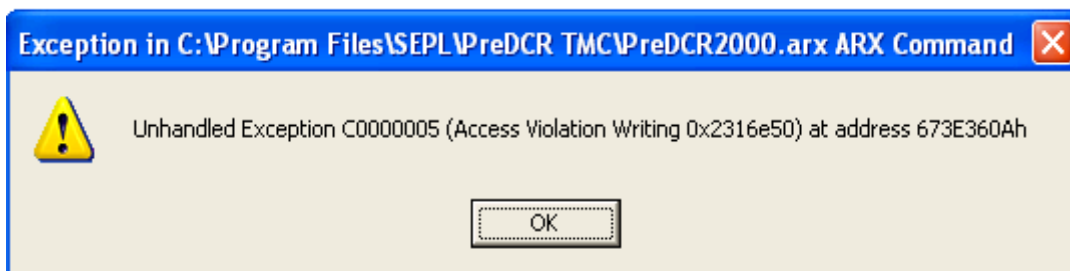 Exception in C:\Program Files\SEPL\PreDCR TMC\PreDCR2000.arx ARX Command
Unhandled Exception C0000005 (Access Violation Writing 0x2316e50) at address 673E360Ah
OK